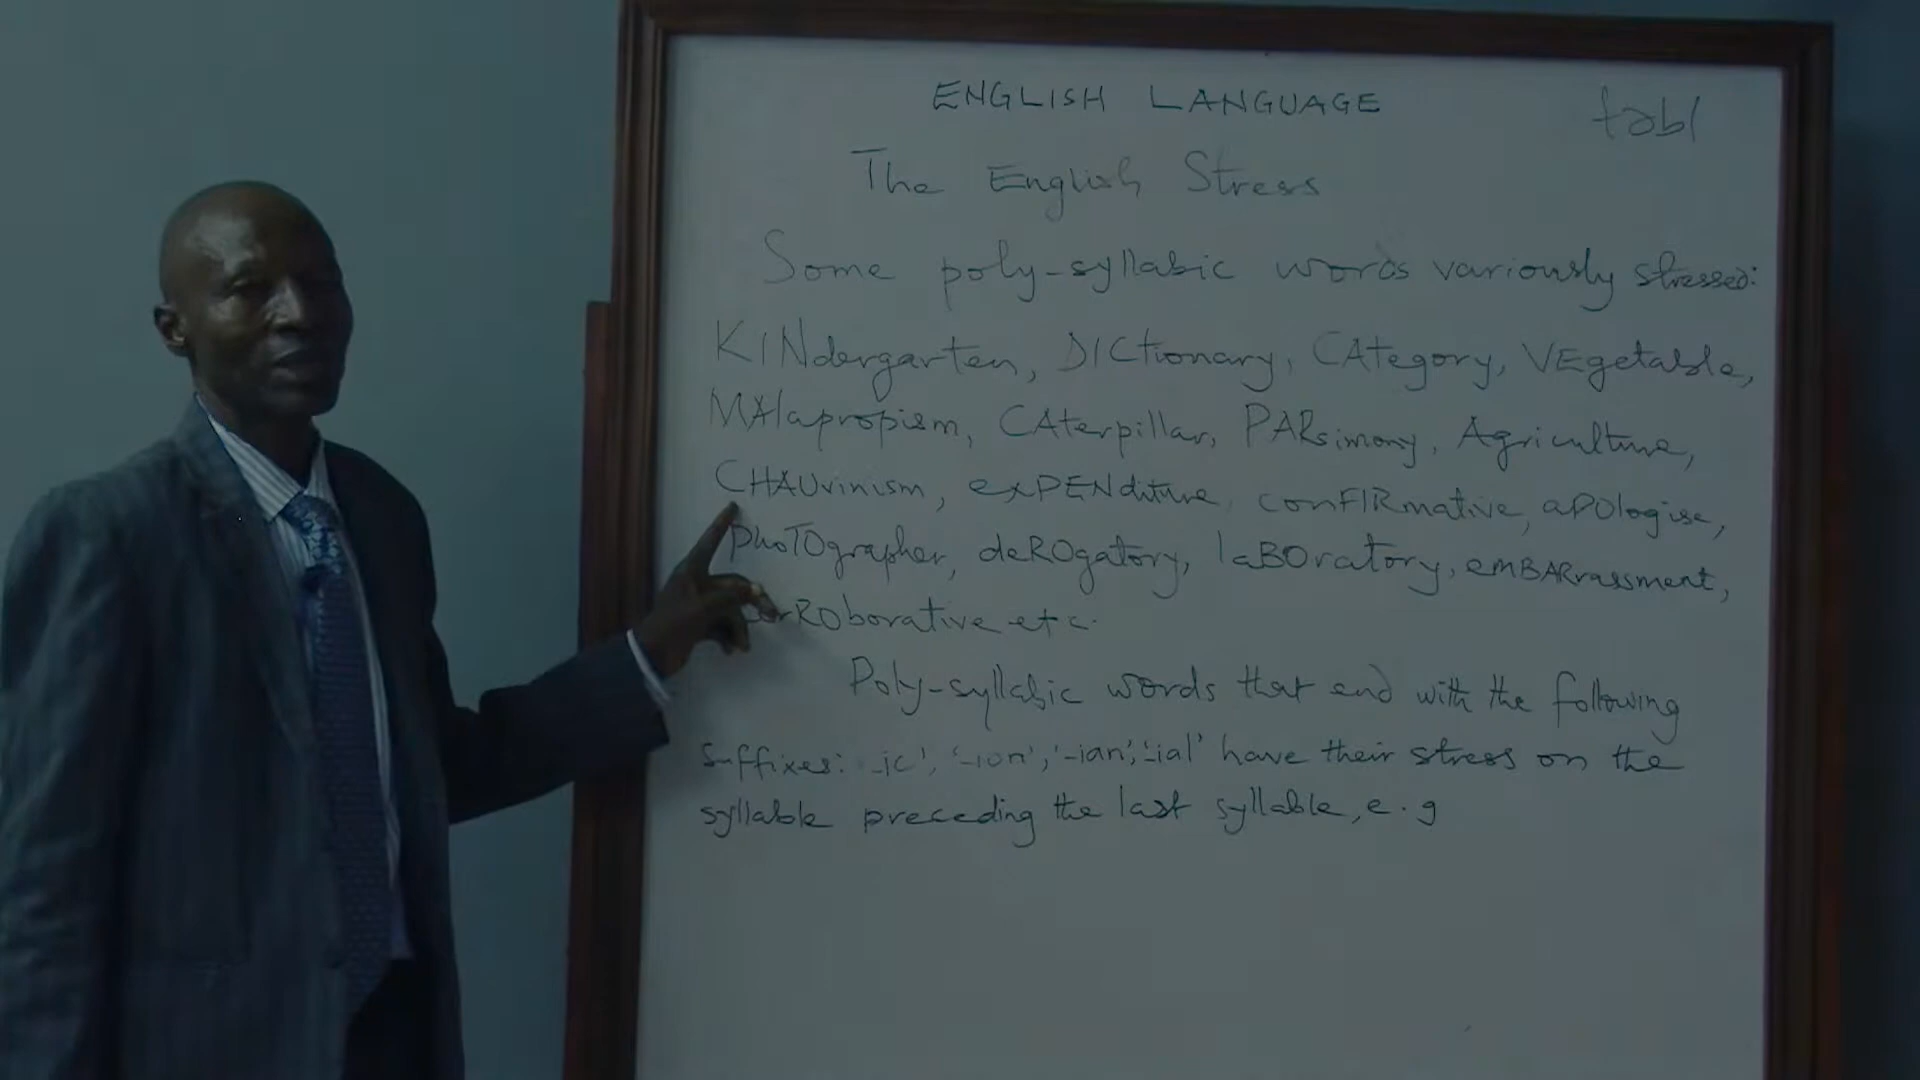 ENGLISH LANGUAGE
təbl
The English Stress
Some poly-syllabic words variously stressed:
KINdergarten, DICtionary, CAtegory, VEgetable,
MAlapropism, CAterpillar, PARsimony, Agriculture,
CHAUvinism, exPENditure, conFIRmative, aPOlogise,
phoTOgrapher, deROgatory, laBOratory, emBARrassment,
ROborative etc.
Poly-syllabic words that end with the following
Suffixes: '-ic', '-ion', '-ian', '-ial' have their stress on the
syllable preceding the last syllable, e.g